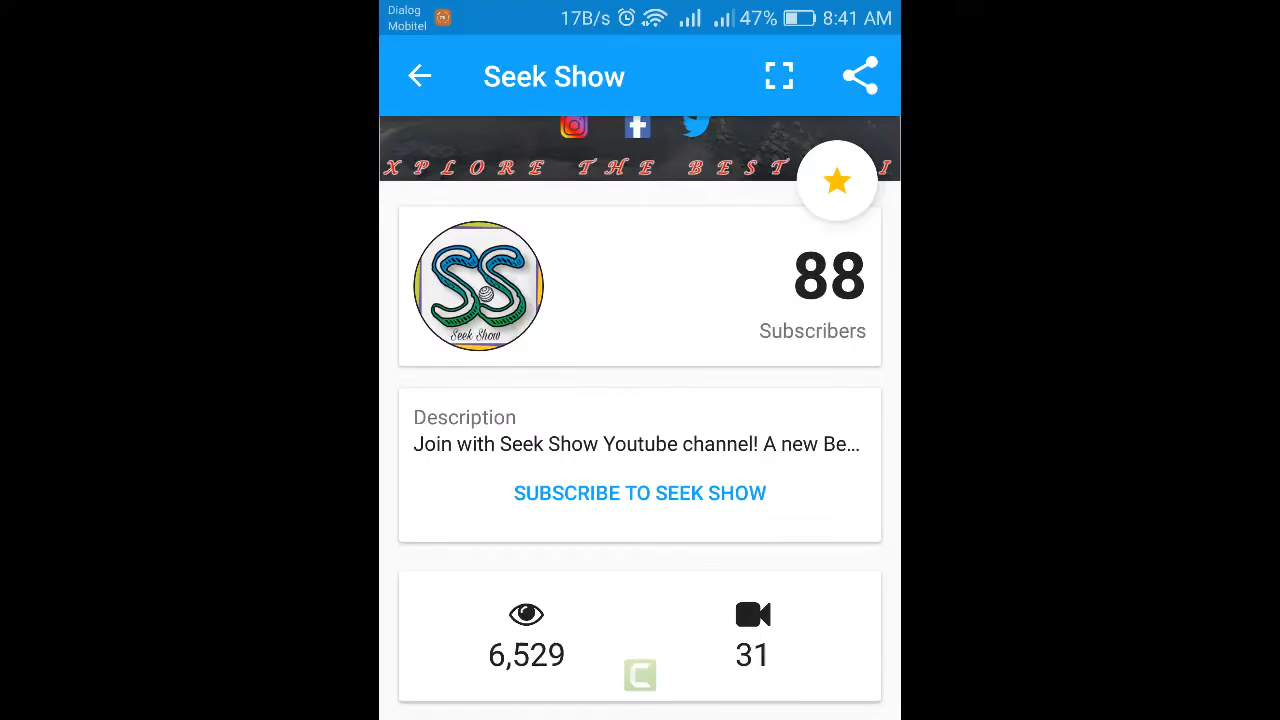 Dialog
Mobitel
17B/s 47% 8:41 AM
Seek Show
XPLORE THE BEST I
SS
Seek Show
88
Subscribers
Description
Join with Seek Show Youtube channel! A new Be...
SUBSCRIBE TO SEEK SHOW
6,529
31